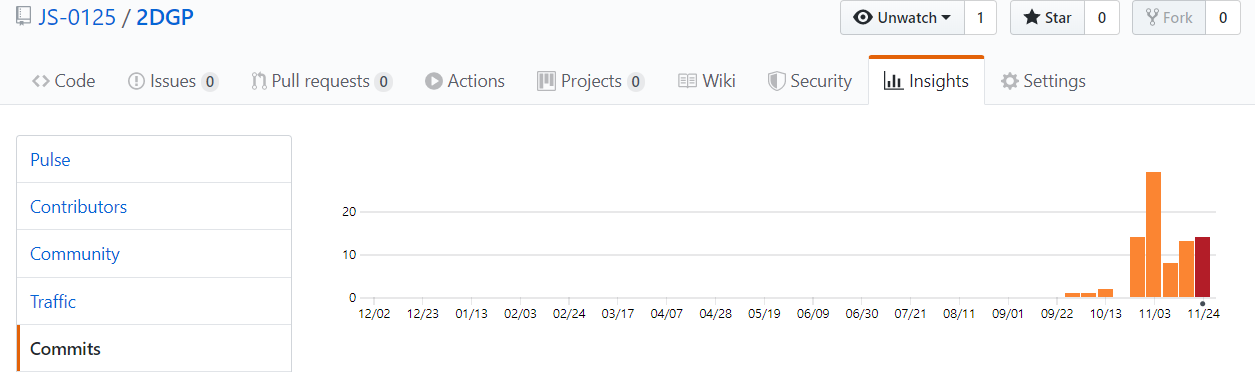 JS-0125 / 2DGP
Unwatch 1 Star 0 Fork 0
Code Issues 0 Pull requests 0 Actions Projects 0 Wiki Security Insights Settings
Pulse
Contributors
Community
Traffic
Commits
20
10
0
12/02 12/23 01/13 02/03 02/24 03/17 04/07 04/28 05/19 06/09 06/30 07/21 08/11 09/01 09/22 10/13 11/03 11/24